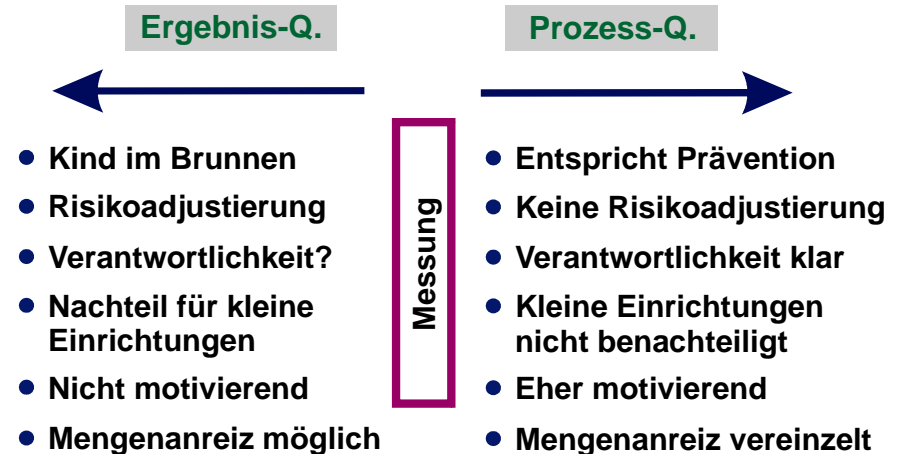 Ergebnis-Q.
Kind im Brunnen
Risikoadjustierung
Verantwortlichkeit?
Nachteil für kleine
Einrichtungen
Nicht motivierend
Mengenanreiz möglich
Messung
Prozess-Q.
Entspricht Prävention
Keine Risikoadjustierung
Verantwortlichkeit klar
Kleine Einrichtungen
nicht benachteiligt
Eher motivierend
Mengenanreiz vereinzelt